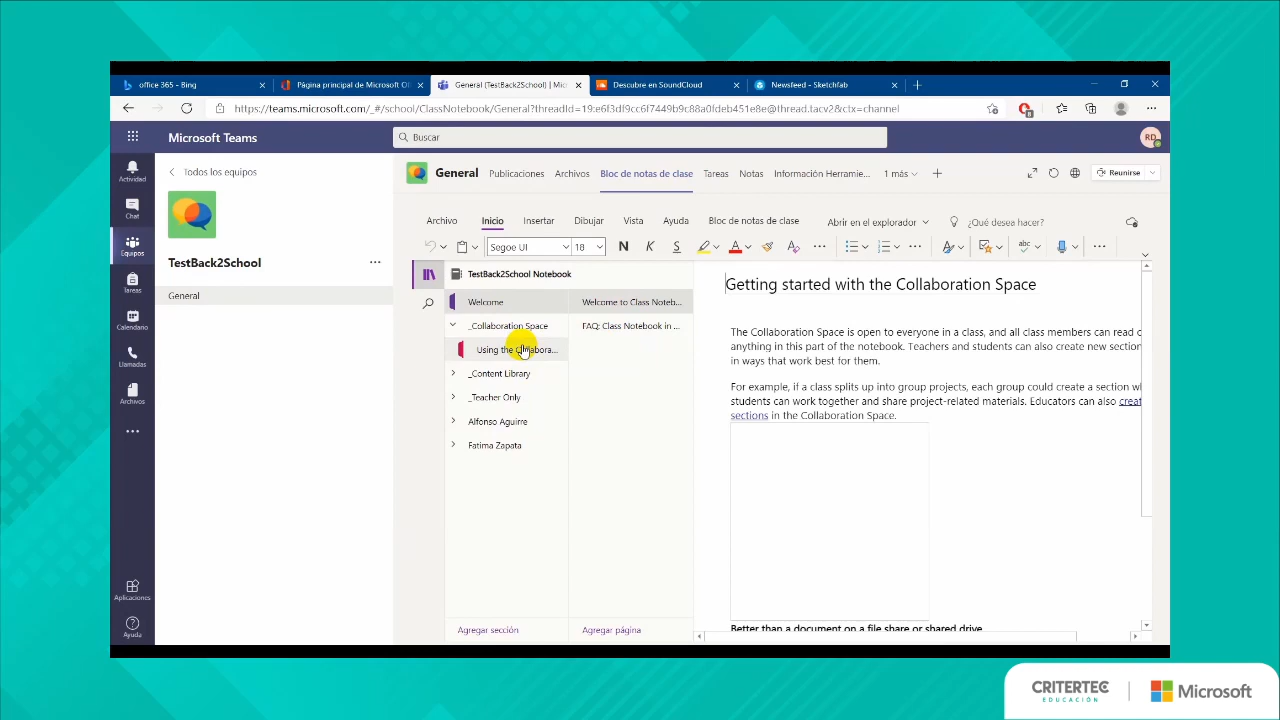 office 365 - Bing
Página principal de Microsoft Of
General (TestBack2School) | Mic
Descubre en SoundCloud
Newsfeed - Sketchfab
https://teams.microsoft.com/_#/school/ClassNotebook/General?threadId=19:e6f3df9cc6f7449b9c88a0fdeb451e8e@thread.tacv2&ctx=channel
Microsoft Teams
Buscar
RD
Actividad
Chat
Equipos
Tareas
Calendario
Llamadas
Archivos
Aplicaciones
Ayuda
Todos los equipos
TestBack2School
General
General
Publicaciones
Archivos
Bloc de notas de clase
Tareas
Notas
Información Herramie...
1 más
Reunirse
Archivo
Inicio
Insertar
Dibujar
Vista
Ayuda
Bloc de notas de clase
Abrir en el explorador
¿Qué desea hacer?
Segoe UI
18
N
K
S
A
abc
TestBack2School Notebook
Welcome
_Collaboration Space
Using the Collabora...
_Content Library
_Teacher Only
Alfonso Aguirre
Fatima Zapata
Agregar sección
Welcome to Class Noteb...
FAQ: Class Notebook in ...
Agregar página
Getting started with the Collaboration Space
The Collaboration Space is open to everyone in a class, and all class members can read o
anything in this part of the notebook. Teachers and students can also create new section
in ways that work best for them.
For example, if a class splits up into group projects, each group could create a section wh
students can work together and share project-related materials. Educators can also creat
sections in the Collaboration Space.
Better than a document on a file share or shared drive
CRITERTEC
EDUCACIÓN
Microsoft